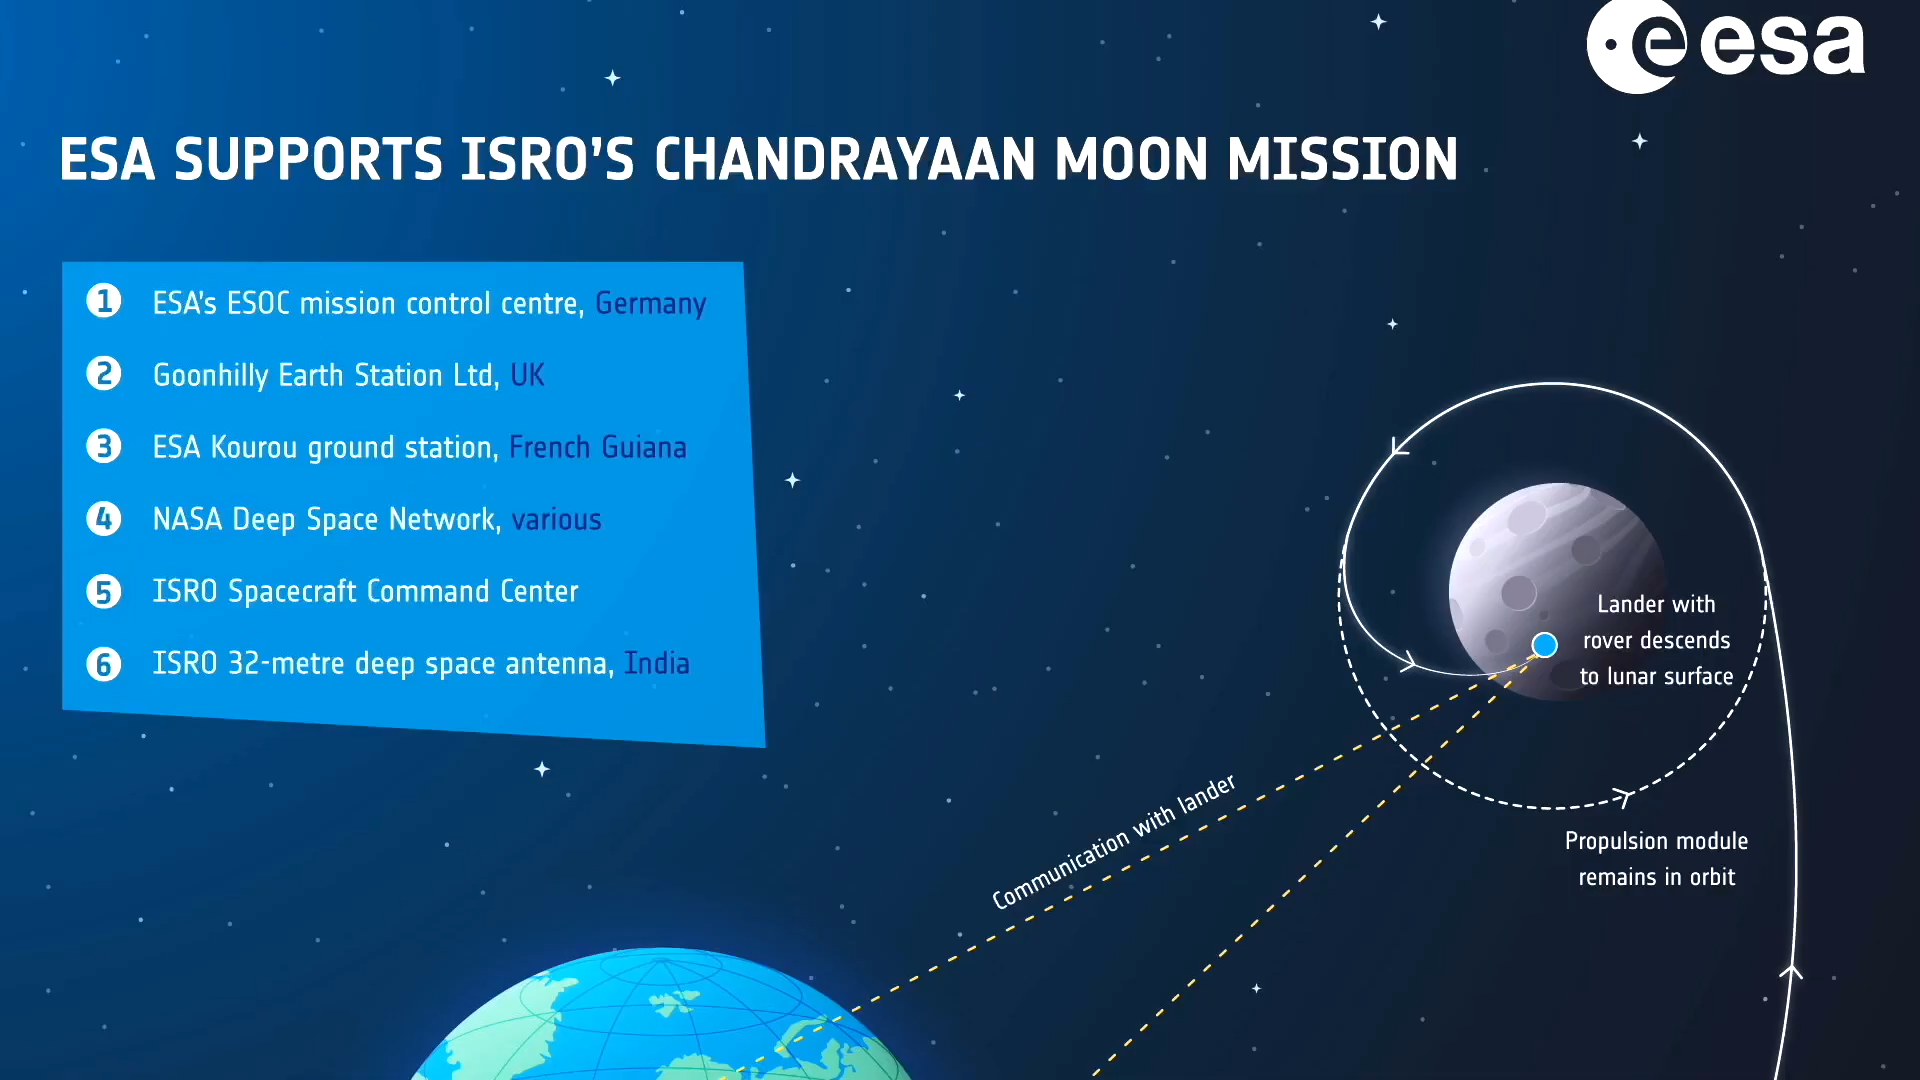 esa
ESA SUPPORTS ISRO'S CHANDRAYAAN MOON MISSION
1 ESA's ESOC mission control centre, Germany
2 Goonhilly Earth Station Ltd, UK
3 ESA Kourou ground station, French Guiana
4 NASA Deep Space Network, various
5 ISRO Spacecraft Command Center
6 ISRO 32-metre deep space antenna, India
Lander with
rover descends
to lunar surface
Communication with lander
Propulsion module
remains in orbit